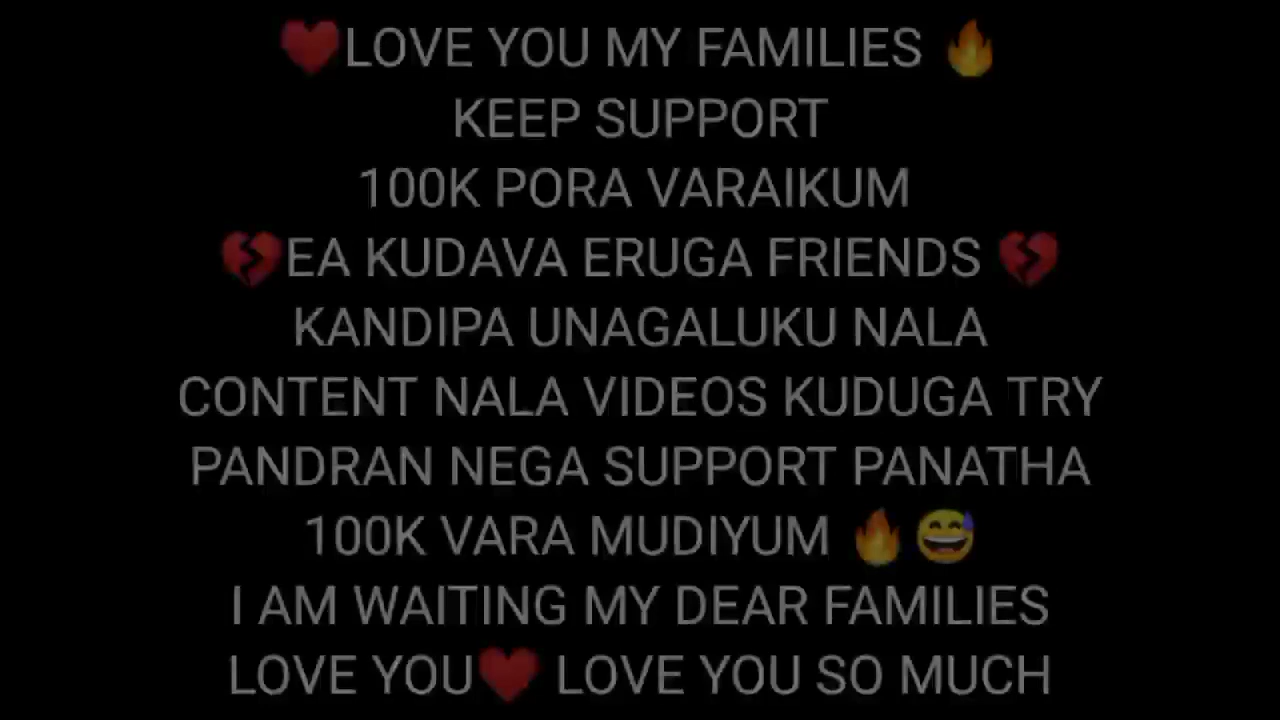 ❤️LOVE YOU MY FAMILIES 🔥
KEEP SUPPORT
100K PORA VARAIKUM
💔EA KUDAVA ERUGA FRIENDS 💔
KANDIPA UNAGALUKU NALA
CONTENT NALA VIDEOS KUDUGA TRY
PANDRAN NEGA SUPPORT PANATHA
100K VARA MUDIYUM 🔥😅
I AM WAITING MY DEAR FAMILIES
LOVE YOU❤️ LOVE YOU SO MUCH